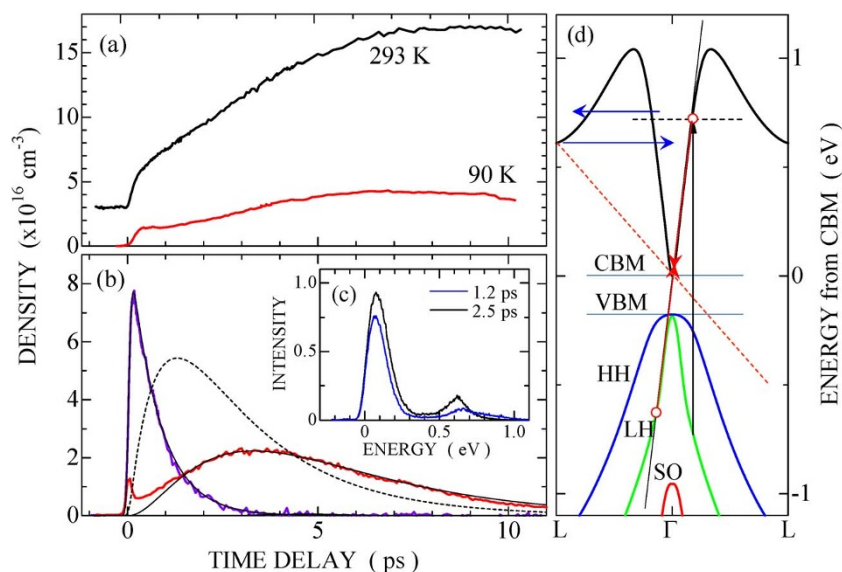 (a)
15
10
5
0
293 K
90 K
DENSITY (x10¹⁶ cm⁻³)
(b)
8
6
4
2
0
0
5
10
TIME DELAY ( ps )
(c)
1.0
0.5
0
INTENSITY
1.2 ps
2.5 ps
0
0.5
1.0
ENERGY ( eV )
(d)
CBM
VBM
HH
LH
SO
1
0
-1
ENERGY from CBM ( eV )
L
Γ
L